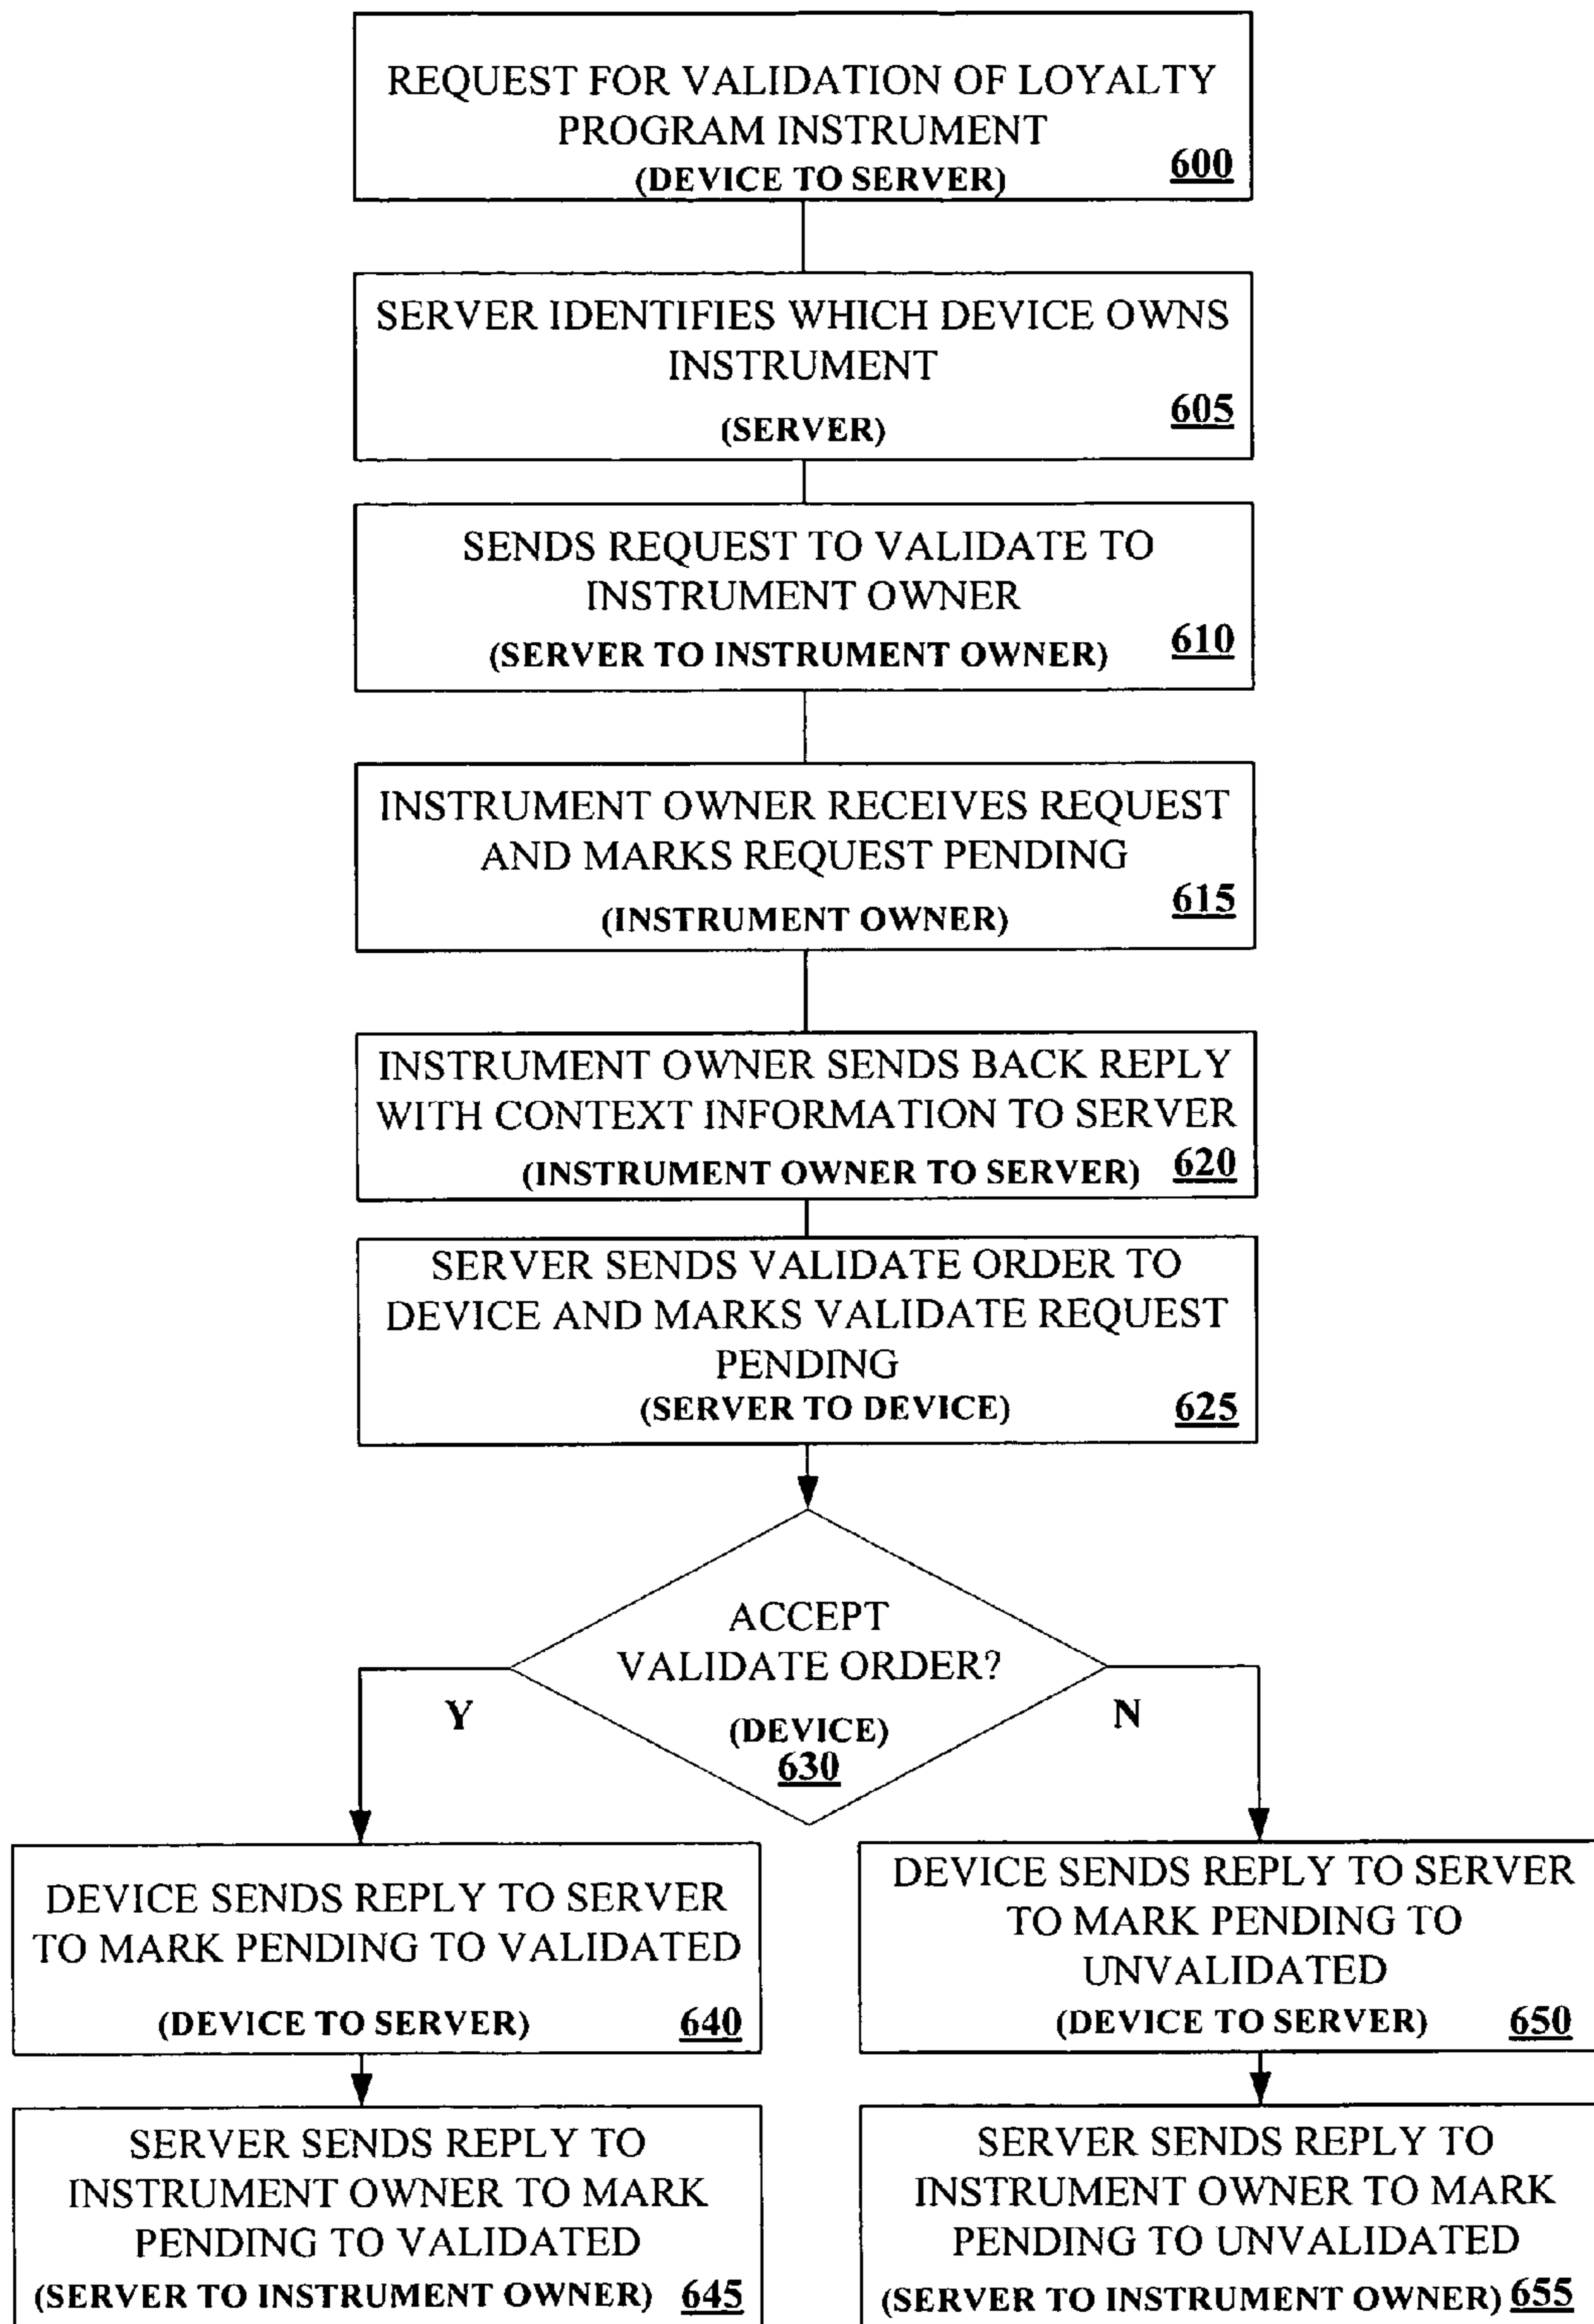 REQUEST FOR VALIDATION OF LOYALTY
PROGRAM INSTRUMENT
(DEVICE TO SERVER)
600
SERVER IDENTIFIES WHICH DEVICE OWNS
INSTRUMENT
(SERVER)
605
SENDS REQUEST TO VALIDATE TO
INSTRUMENT OWNER
(SERVER TO INSTRUMENT OWNER)
610
INSTRUMENT OWNER RECEIVES REQUEST
AND MARKS REQUEST PENDING
(INSTRUMENT OWNER)
615
INSTRUMENT OWNER SENDS BACK REPLY
WITH CONTEXT INFORMATION TO SERVER
(INSTRUMENT OWNER TO SERVER)
620
SERVER SENDS VALIDATE ORDER TO
DEVICE AND MARKS VALIDATE REQUEST
PENDING
(SERVER TO DEVICE)
625
ACCEPT
VALIDATE ORDER?
(DEVICE)
630
Y
N
DEVICE SENDS REPLY TO SERVER
TO MARK PENDING TO VALIDATED
(DEVICE TO SERVER)
640
DEVICE SENDS REPLY TO SERVER
TO MARK PENDING TO
UNVALIDATED
(DEVICE TO SERVER)
650
SERVER SENDS REPLY TO
INSTRUMENT OWNER TO MARK
PENDING TO VALIDATED
(SERVER TO INSTRUMENT OWNER)
645
SERVER SENDS REPLY TO
INSTRUMENT OWNER TO MARK
PENDING TO UNVALIDATED
(SERVER TO INSTRUMENT OWNER)
655